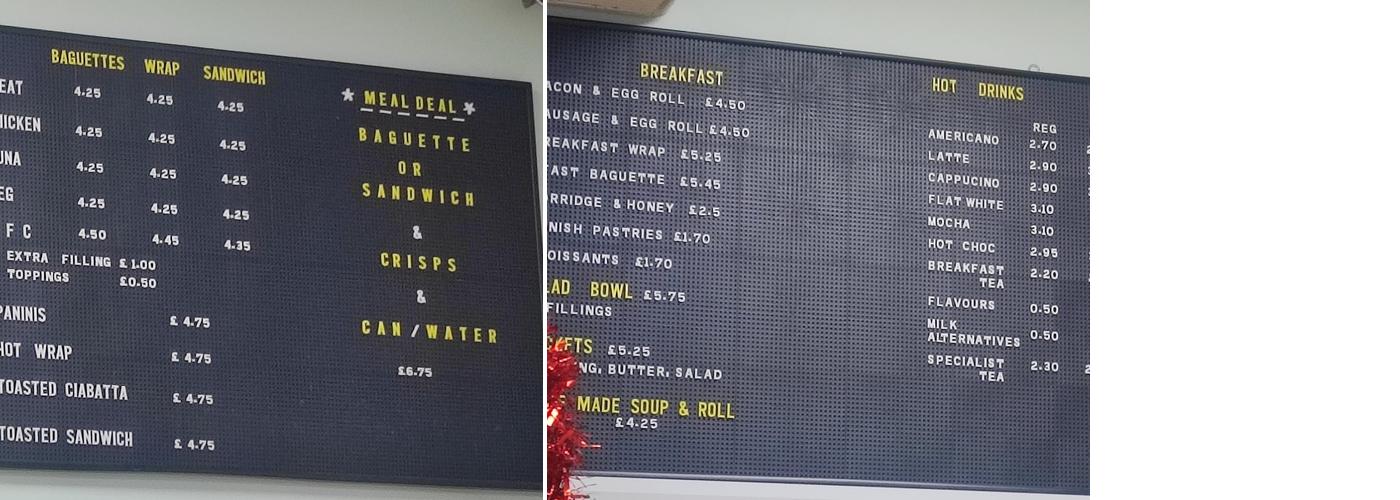 BAGUETTES WRAP SANDWICH
EAT 4.25 4.25 4.25
HICKEN 4.25 4.25 4.25
UNA 4.25 4.25 4.25
EG 4.25 4.25 4.25
F C 4.50 4.45 4.35
EXTRA FILLING £1.00
TOPPINGS £0.50
PANINIS £4.75
HOT WRAP £4.75
TOASTED CIABATTA £4.75
TOASTED SANDWICH £4.75
* MEAL DEAL *
BAGUETTE
OR
SANDWICH
&
CRISPS
&
CAN/WATER
£6.75
BREAKFAST
ACON & EGG ROLL £4.50
AUSAGE & EGG ROLL £4.50
REAKFAST WRAP £5.25
FAST BAGUETTE £5.45
ORRIDGE & HONEY £2.5
NISH PASTRIES £1.70
OISSANTS £1.70
LAD BOWL £5.75
FILLINGS
KETS £5.25
NG, BUTTER, SALAD
MADE SOUP & ROLL
£4.25
HOT DRINKS
REG
AMERICANO 2.70
LATTE 2.90
CAPPUCINO 2.90
FLAT WHITE 3.10
MOCHA 3.10
HOT CHOC 2.95
BREAKFAST 2.20
TEA
FLAVOURS 0.50
MILK
ALTERNATIVES 0.50
SPECIALIST 2.30
TEA